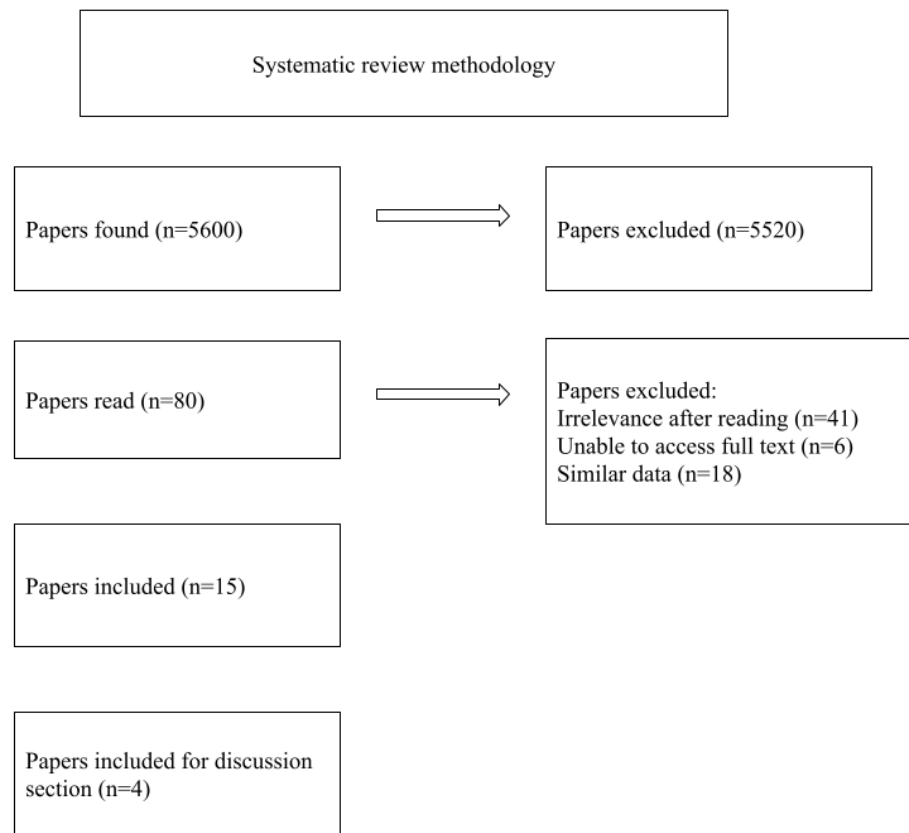 Systematic review methodology
Papers found (n=5600)
Papers excluded (n=5520)
Papers read (n=80)
Papers excluded:
Irrelevance after reading (n=41)
Unable to access full text (n=6)
Similar data (n=18)
Papers included (n=15)
Papers included for discussion
section (n=4)